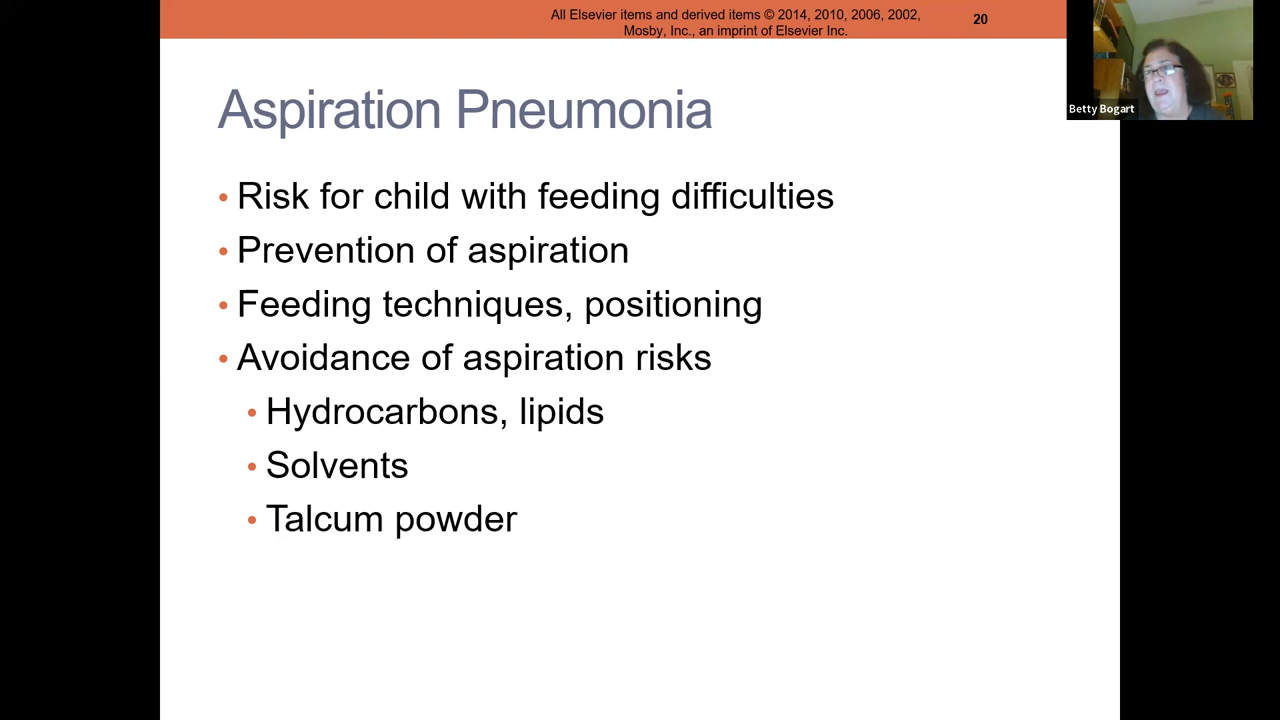 All Elsevier items and derived items © 2014, 2010, 2006, 2002,
Mosby, Inc., an imprint of Elsevier Inc.
20
Betty Bogart
Aspiration Pneumonia
• Risk for child with feeding difficulties
• Prevention of aspiration
• Feeding techniques, positioning
• Avoidance of aspiration risks
• Hydrocarbons, lipids
• Solvents
• Talcum powder